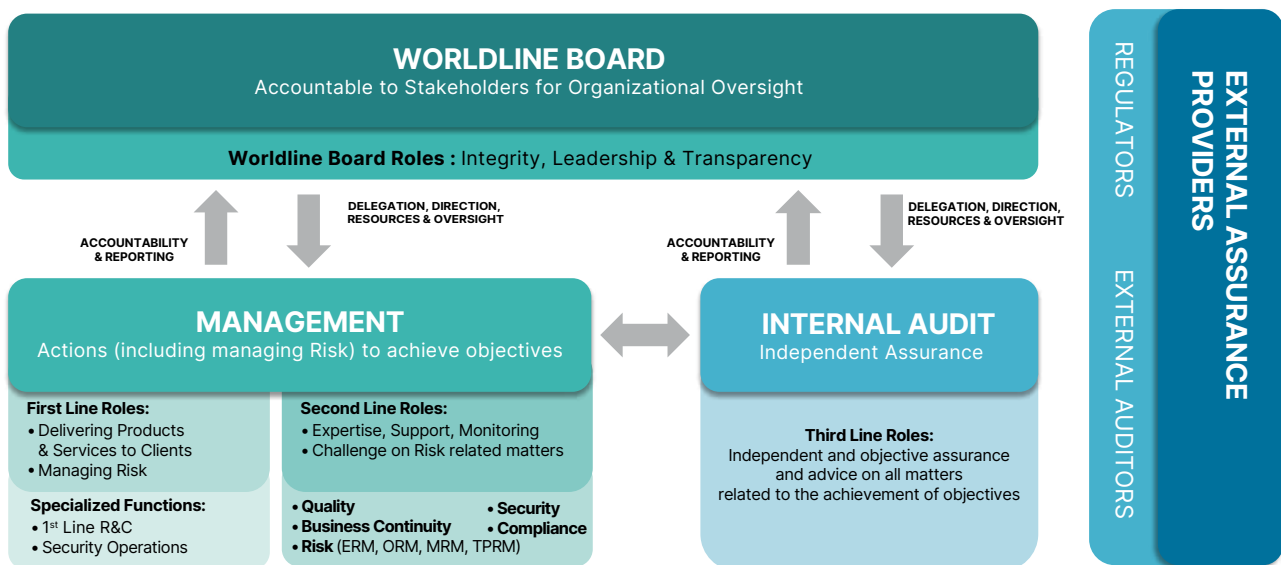 WORLDLINE BOARD
Accountable to Stakeholders for Organizational Oversight
Worldline Board Roles : Integrity, Leadership & Transparency
ACCOUNTABILITY
& REPORTING
DELEGATION, DIRECTION,
RESOURCES & OVERSIGHT
ACCOUNTABILITY
& REPORTING
DELEGATION, DIRECTION,
RESOURCES & OVERSIGHT
MANAGEMENT
Actions (including managing Risk) to achieve objectives
First Line Roles:
• Delivering Products
& Services to Clients
• Managing Risk
Specialized Functions:
• 1st Line R&C
• Security Operations
Second Line Roles:
• Expertise, Support, Monitoring
• Challenge on Risk related matters
• Quality
• Business Continuity
• Risk (ERM, ORM, MRM, TPRM)
• Security
• Compliance
INTERNAL AUDIT
Independent Assurance
Third Line Roles:
Independent and objective assurance
and advice on all matters
related to the achievement of objectives
REGULATORS
EXTERNAL AUDITORS
EXTERNAL ASSURANCE
PROVIDERS